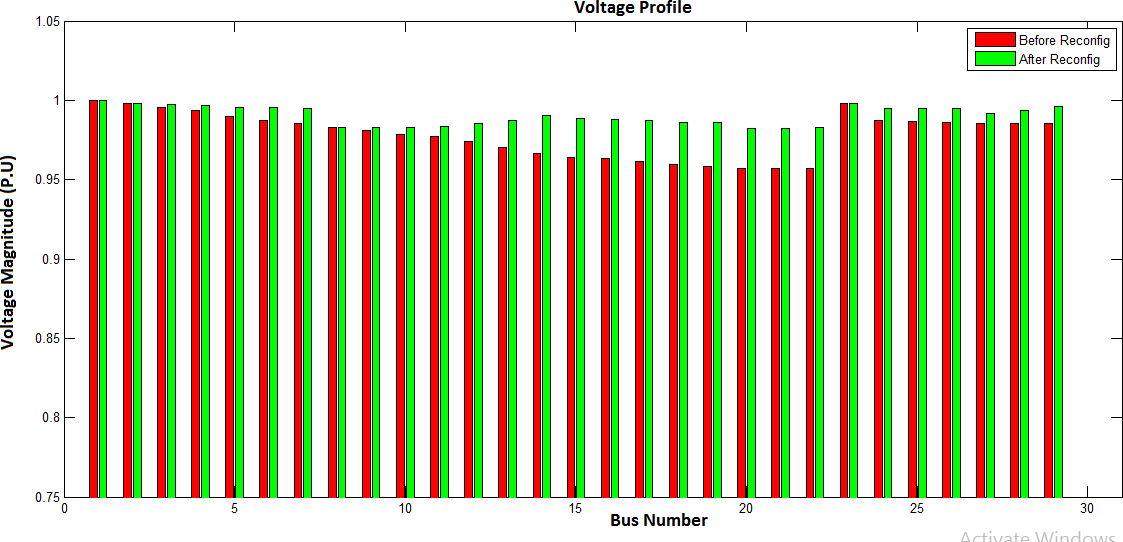 Voltage Profile
Before Reconfig
After Reconfig
Voltage Magnitude (P.U)
1.05
1
0.95
0.9
0.85
0.8
0.75
0 5 10 15 20 25 30
Bus Number
Activate Windows